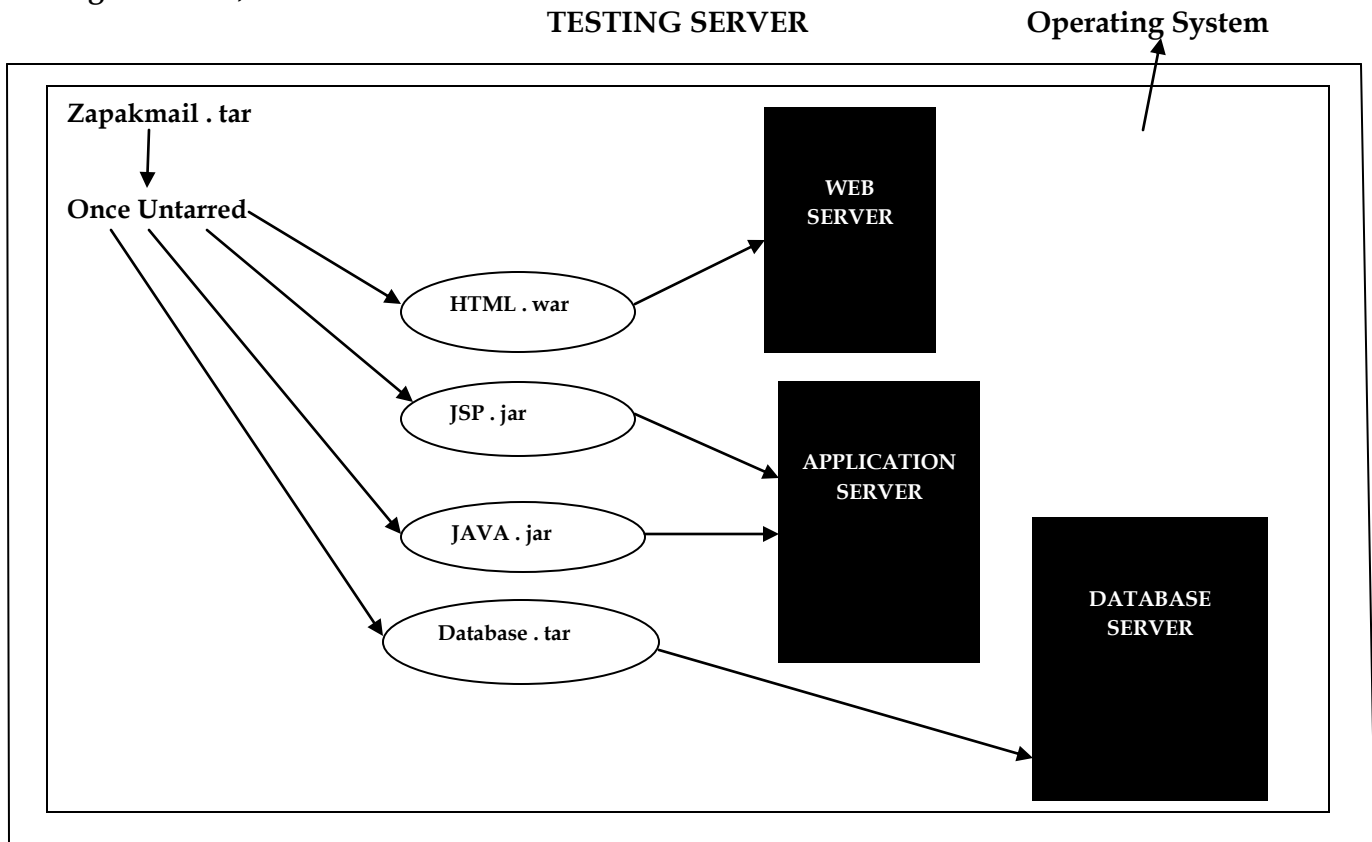 TESTING SERVER
Operating System
Zapakmail . tar
Once Untarred
WEB
SERVER
HTML . war
JSP . jar
APPLICATION
SERVER
JAVA . jar
DATABASE
SERVER
Database . tar